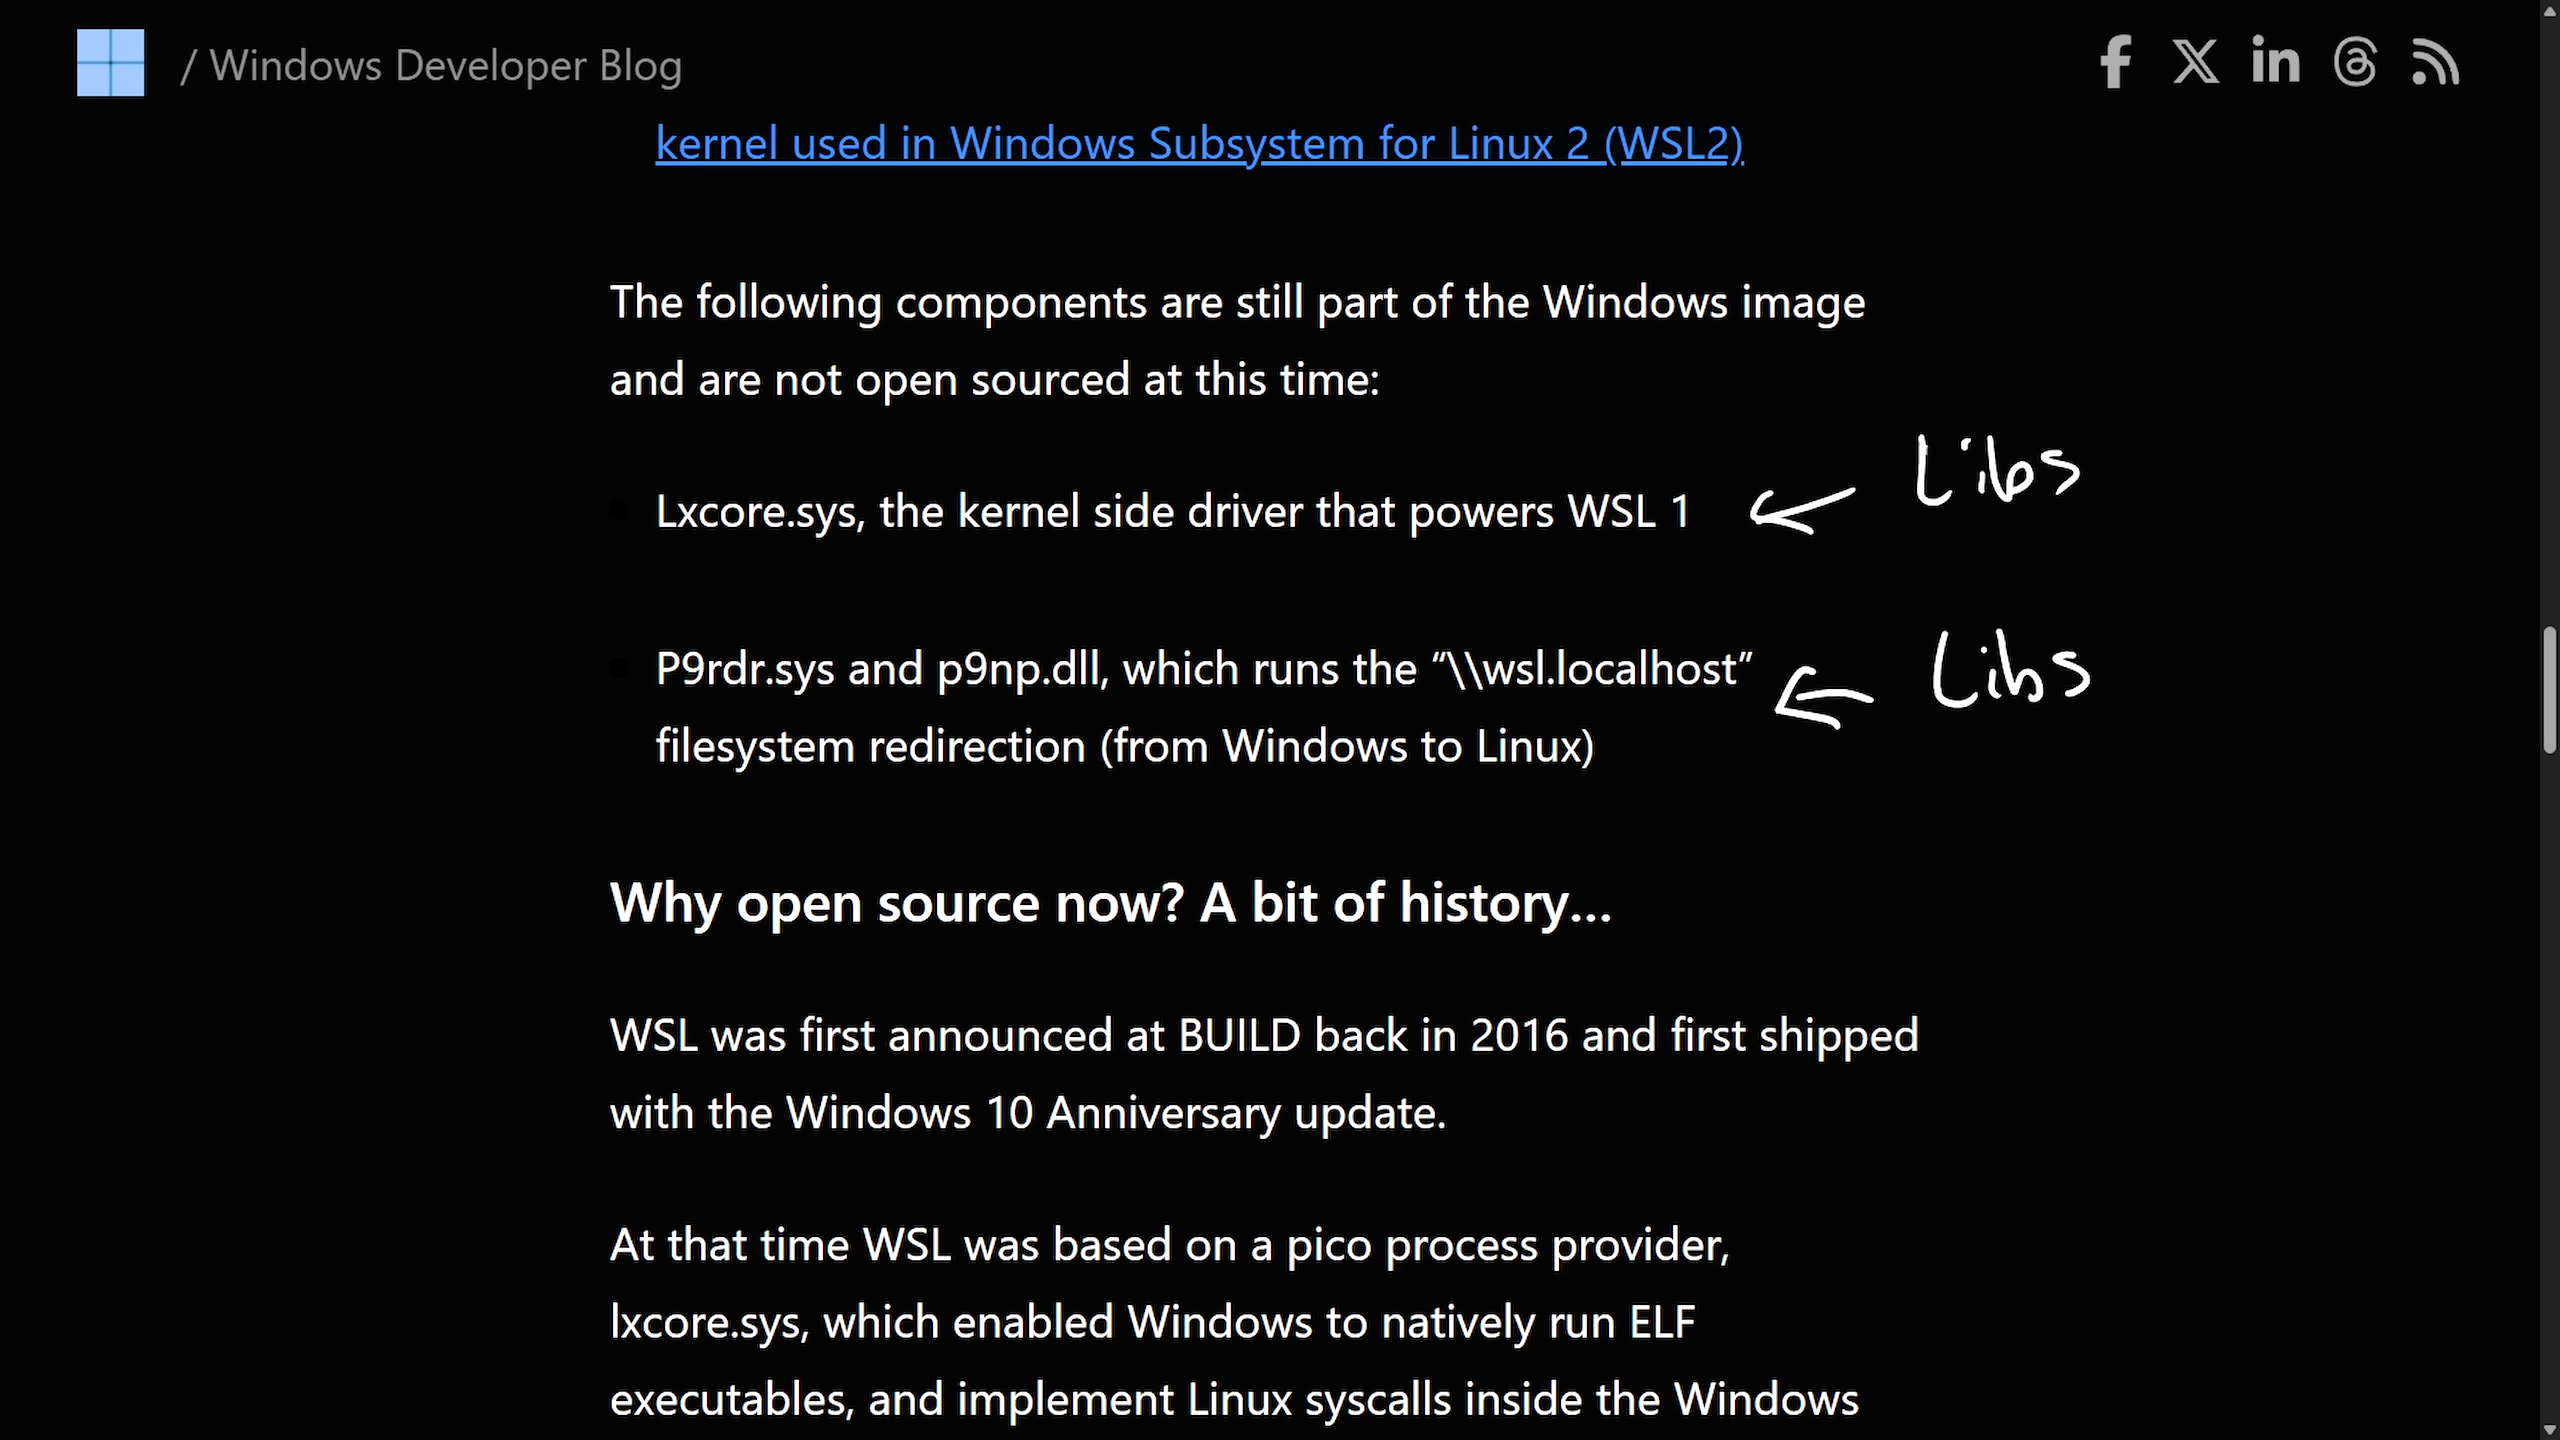 / Windows Developer Blog
kernel used in Windows Subsystem for Linux 2 (WSL2)
The following components are still part of the Windows image
and are not open sourced at this time:
Lxcore.sys, the kernel side driver that powers WSL 1
Libs
P9rdr.sys and p9np.dll, which runs the “\\wsl.localhost”
Libs
filesystem redirection (from Windows to Linux)
Why open source now? A bit of history…
WSL was first announced at BUILD back in 2016 and first shipped
with the Windows 10 Anniversary update.
At that time WSL was based on a pico process provider,
lxcore.sys, which enabled Windows to natively run ELF
executables, and implement Linux syscalls inside the Windows